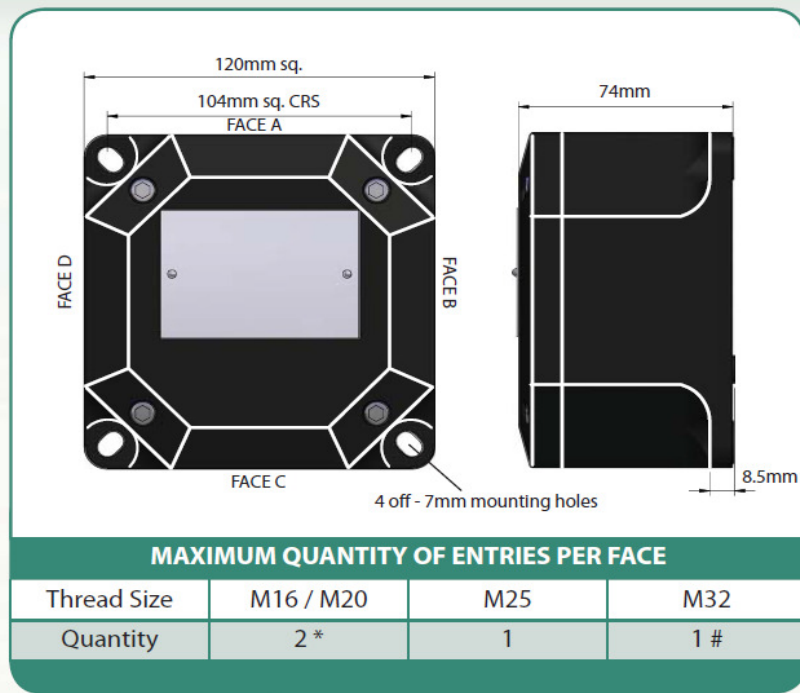 120mm sq.
104mm sq. CRS
FACE A
74mm
FACE D
FACE B
FACE C
8.5mm
4 off - 7mm mounting holes
MAXIMUM QUANTITY OF ENTRIES PER FACE
Thread Size M16 / M20 M25 M32
Quantity 2 * 1 1 #